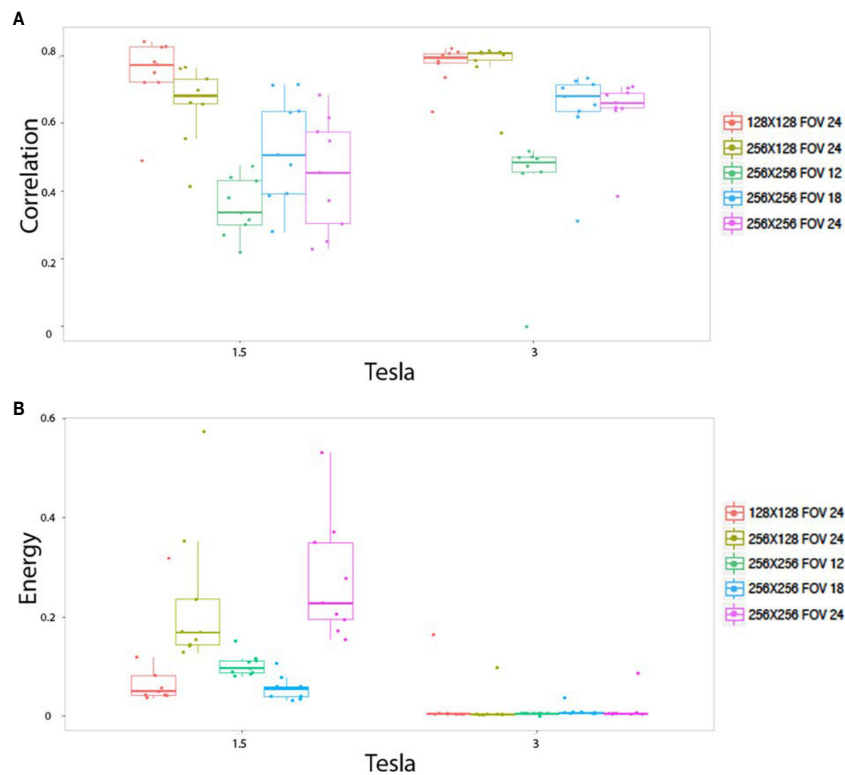 A
0.8
0.6
0.4
0.2
0
Correlation
1.5
3
Tesla
128X128 FOV 24
256X128 FOV 24
256X256 FOV 12
256X256 FOV 18
256X256 FOV 24
B
0.6
0.4
0.2
0
Energy
1.5
3
Tesla
128X128 FOV 24
256X128 FOV 24
256X256 FOV 12
256X256 FOV 18
256X256 FOV 24